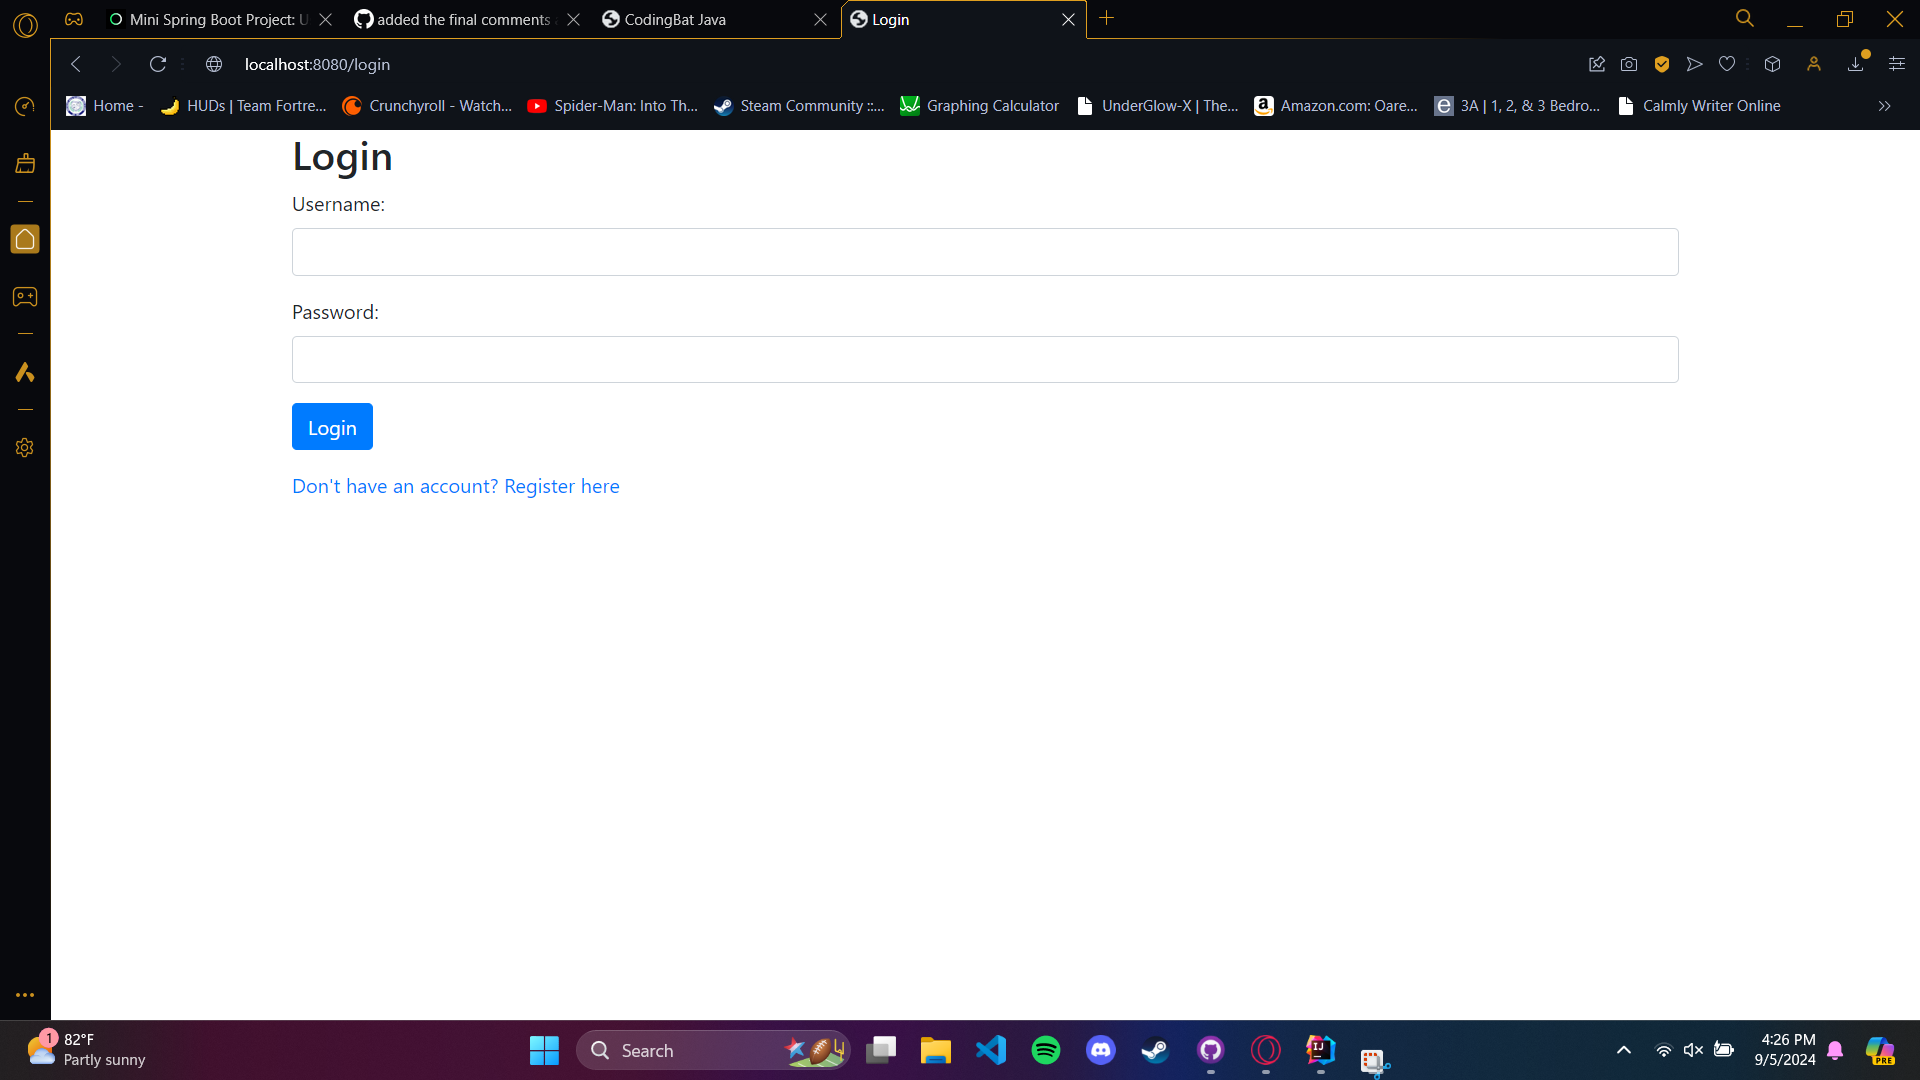 Mini Spring Boot Project: U
added the final comments
CodingBat Java
Login
localhost:8080/login
Home -
HUDs | Team Fortre...
Crunchyroll - Watch...
Spider-Man: Into Th...
Steam Community ::...
Graphing Calculator
UnderGlow-X | The...
Amazon.com: Oare...
3A | 1, 2, & 3 Bedro...
Calmly Writer Online
Login
Username:
Password:
Login
Don't have an account? Register here
1
82°F
Partly sunny
Search
IJ
4:26 PM
9/5/2024
PRE